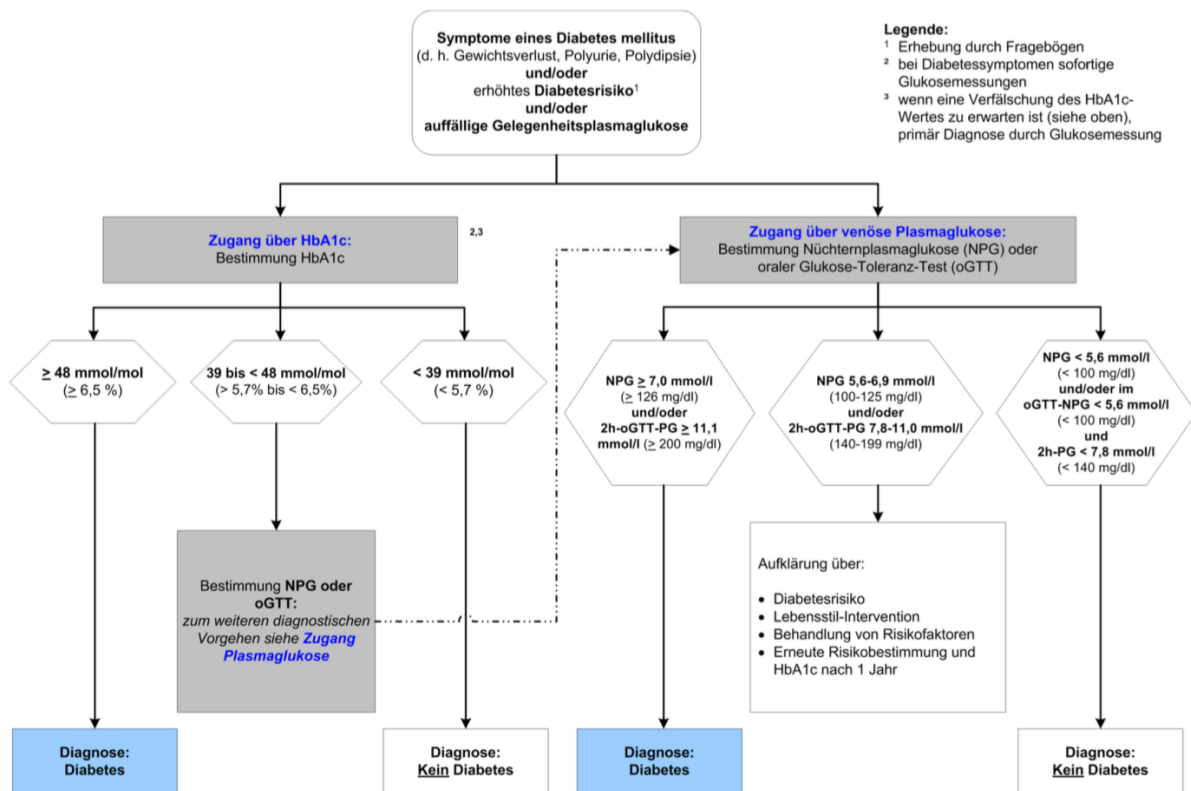 Symptome eines Diabetes mellitus
(d. h. Gewichtsverlust, Polyurie, Polydipsie)
und/oder
erhöhtes Diabetesrisiko¹
und/oder
auffällige Gelegenheitsplasmaglukose
Legende:
¹ Erhebung durch Fragebögen
² bei Diabetessymptomen sofortige
Glukosemessungen
³ wenn eine Verfälschung des HbA1c-
Wertes zu erwarten ist (siehe oben),
primär Diagnose durch Glukosemessung
Zugang über HbA1c:
Bestimmung HbA1c
2,3
Zugang über venöse Plasmaglukose:
Bestimmung Nüchternplasmaglukose (NPG) oder
oraler Glukose-Toleranz-Test (oGTT)
≥ 48 mmol/mol
(≥ 6,5 %)
39 bis < 48 mmol/mol
(> 5,7% bis < 6,5%)
< 39 mmol/mol
(< 5,7 %)
NPG ≥ 7,0 mmol/l
(≥ 126 mg/dl)
und/oder
2h-oGTT-PG ≥ 11,1
mmol/l (≥ 200 mg/dl)
NPG 5,6-6,9 mmol/l
(100-125 mg/dl)
und/oder
2h-oGTT-PG 7,8-11,0 mmol/l
(140-199 mg/dl)
NPG < 5,6 mmol/l
(< 100 mg/dl)
und/oder im
oGTT-NPG < 5,6 mmol/l
(< 100 mg/dl)
und
2h-PG < 7,8 mmol/l
(< 140 mg/dl)
Bestimmung NPG oder
oGTT:
zum weiteren diagnostischen
Vorgehen siehe Zugang
Plasmaglukose
Aufklärung über:
• Diabetesrisiko
• Lebensstil-Intervention
• Behandlung von Risikofaktoren
• Erneute Risikobestimmung und
HbA1c nach 1 Jahr
Diagnose:
Diabetes
Diagnose:
Kein Diabetes
Diagnose:
Diabetes
Diagnose:
Kein Diabetes